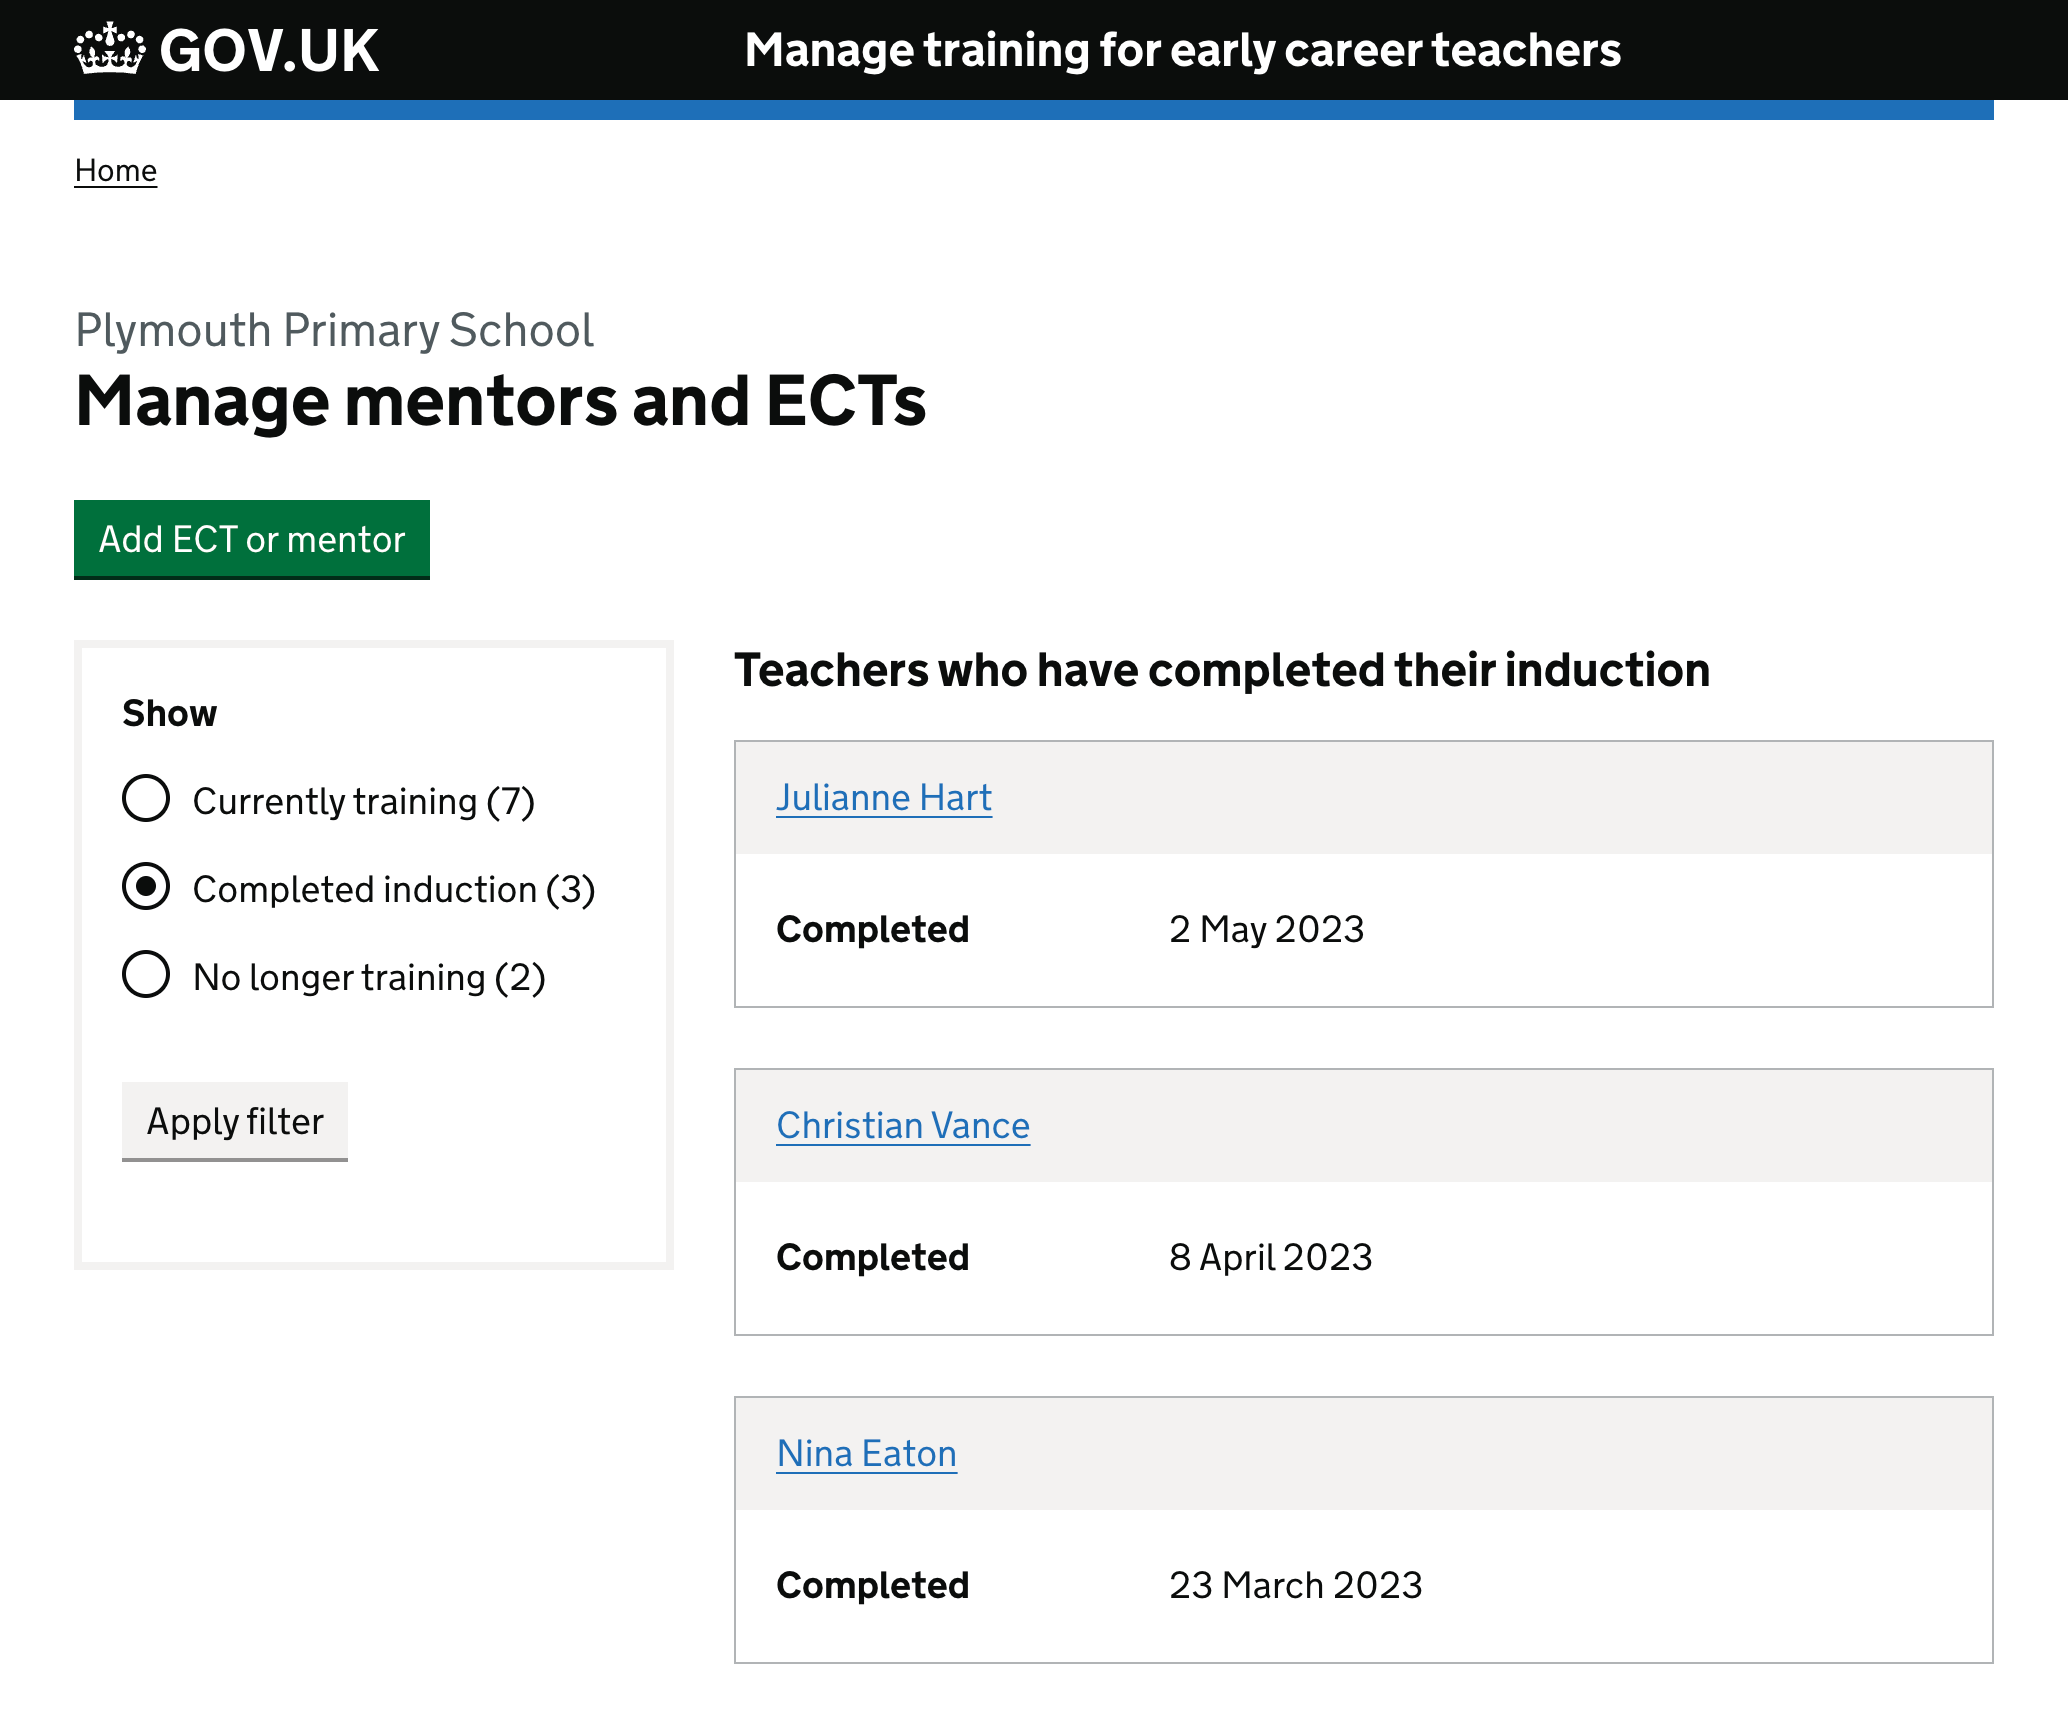 GOV.UK
Manage training for early career teachers
Home
Plymouth Primary School
Manage mentors and ECTs
Add ECT or mentor
Show
Currently training (7)
Completed induction (3)
No longer training (2)
Apply filter
Teachers who have completed their induction
Julianne Hart
Completed 2 May 2023
Christian Vance
Completed 8 April 2023
Nina Eaton
Completed 23 March 2023